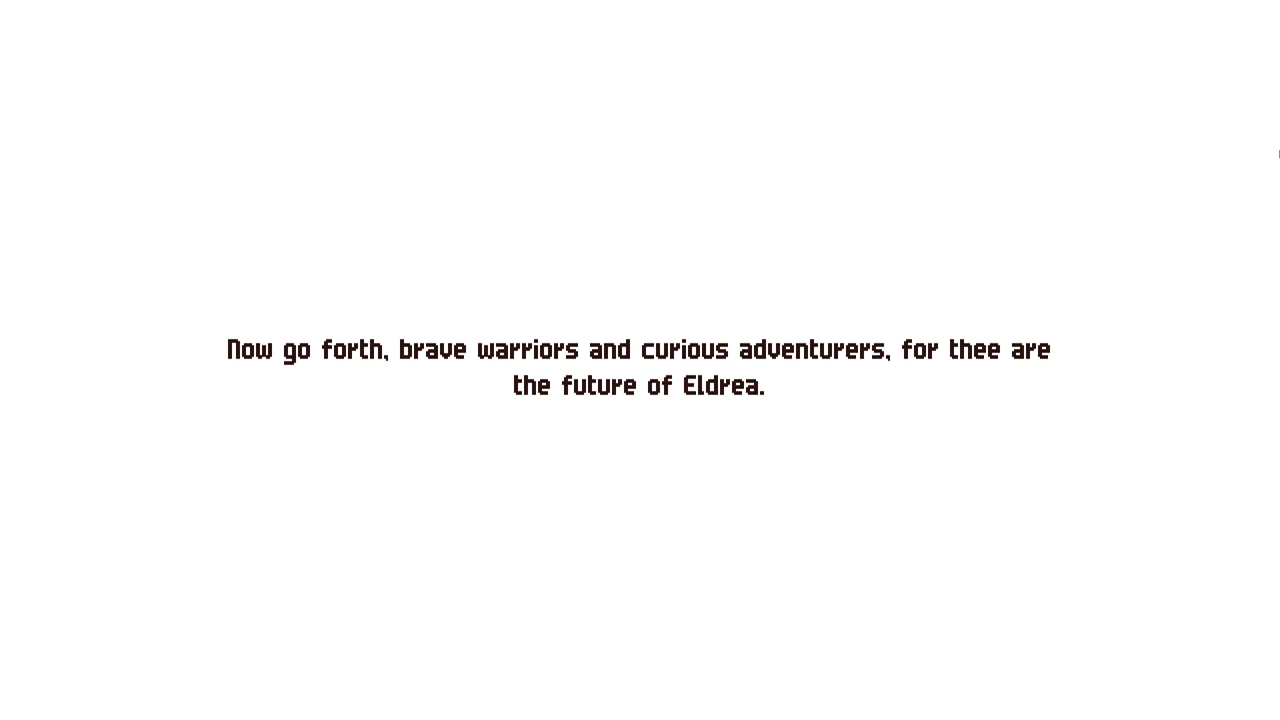 Now go forth, brave warriors and curious adventurers, for thee are
the future of Eldrea.